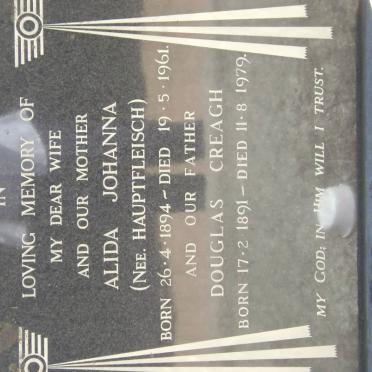 IN
LOVING MEMORY OF
MY DEAR WIFE
AND OUR MOTHER
ALIDA JOHANNA
(NEE. HAUPTFLEISCH)
BORN 26·4·1894 – DIED 19·5·1961.
AND OUR FATHER
DOUGLAS CREAGH
BORN 17·2·1891 – DIED 11·8·1979.
MY GOD; IN HIM WILL I TRUST.